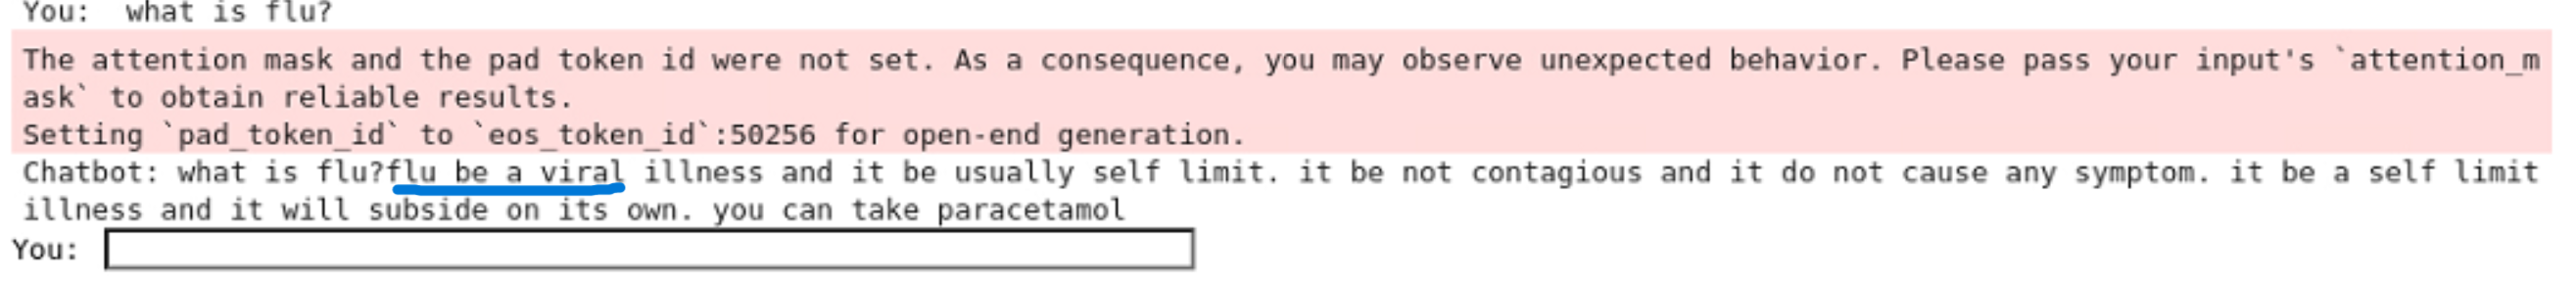 You:  what is flu?
The attention mask and the pad token id were not set. As a consequence, you may observe unexpected behavior. Please pass your input's `attention_m
ask` to obtain reliable results.
Setting `pad_token_id` to `eos_token_id`:50256 for open-end generation.
Chatbot: what is flu?flu be a viral illness and it be usually self limit. it be not contagious and it do not cause any symptom. it be a self limit
illness and it will subside on its own. you can take paracetamol
You: